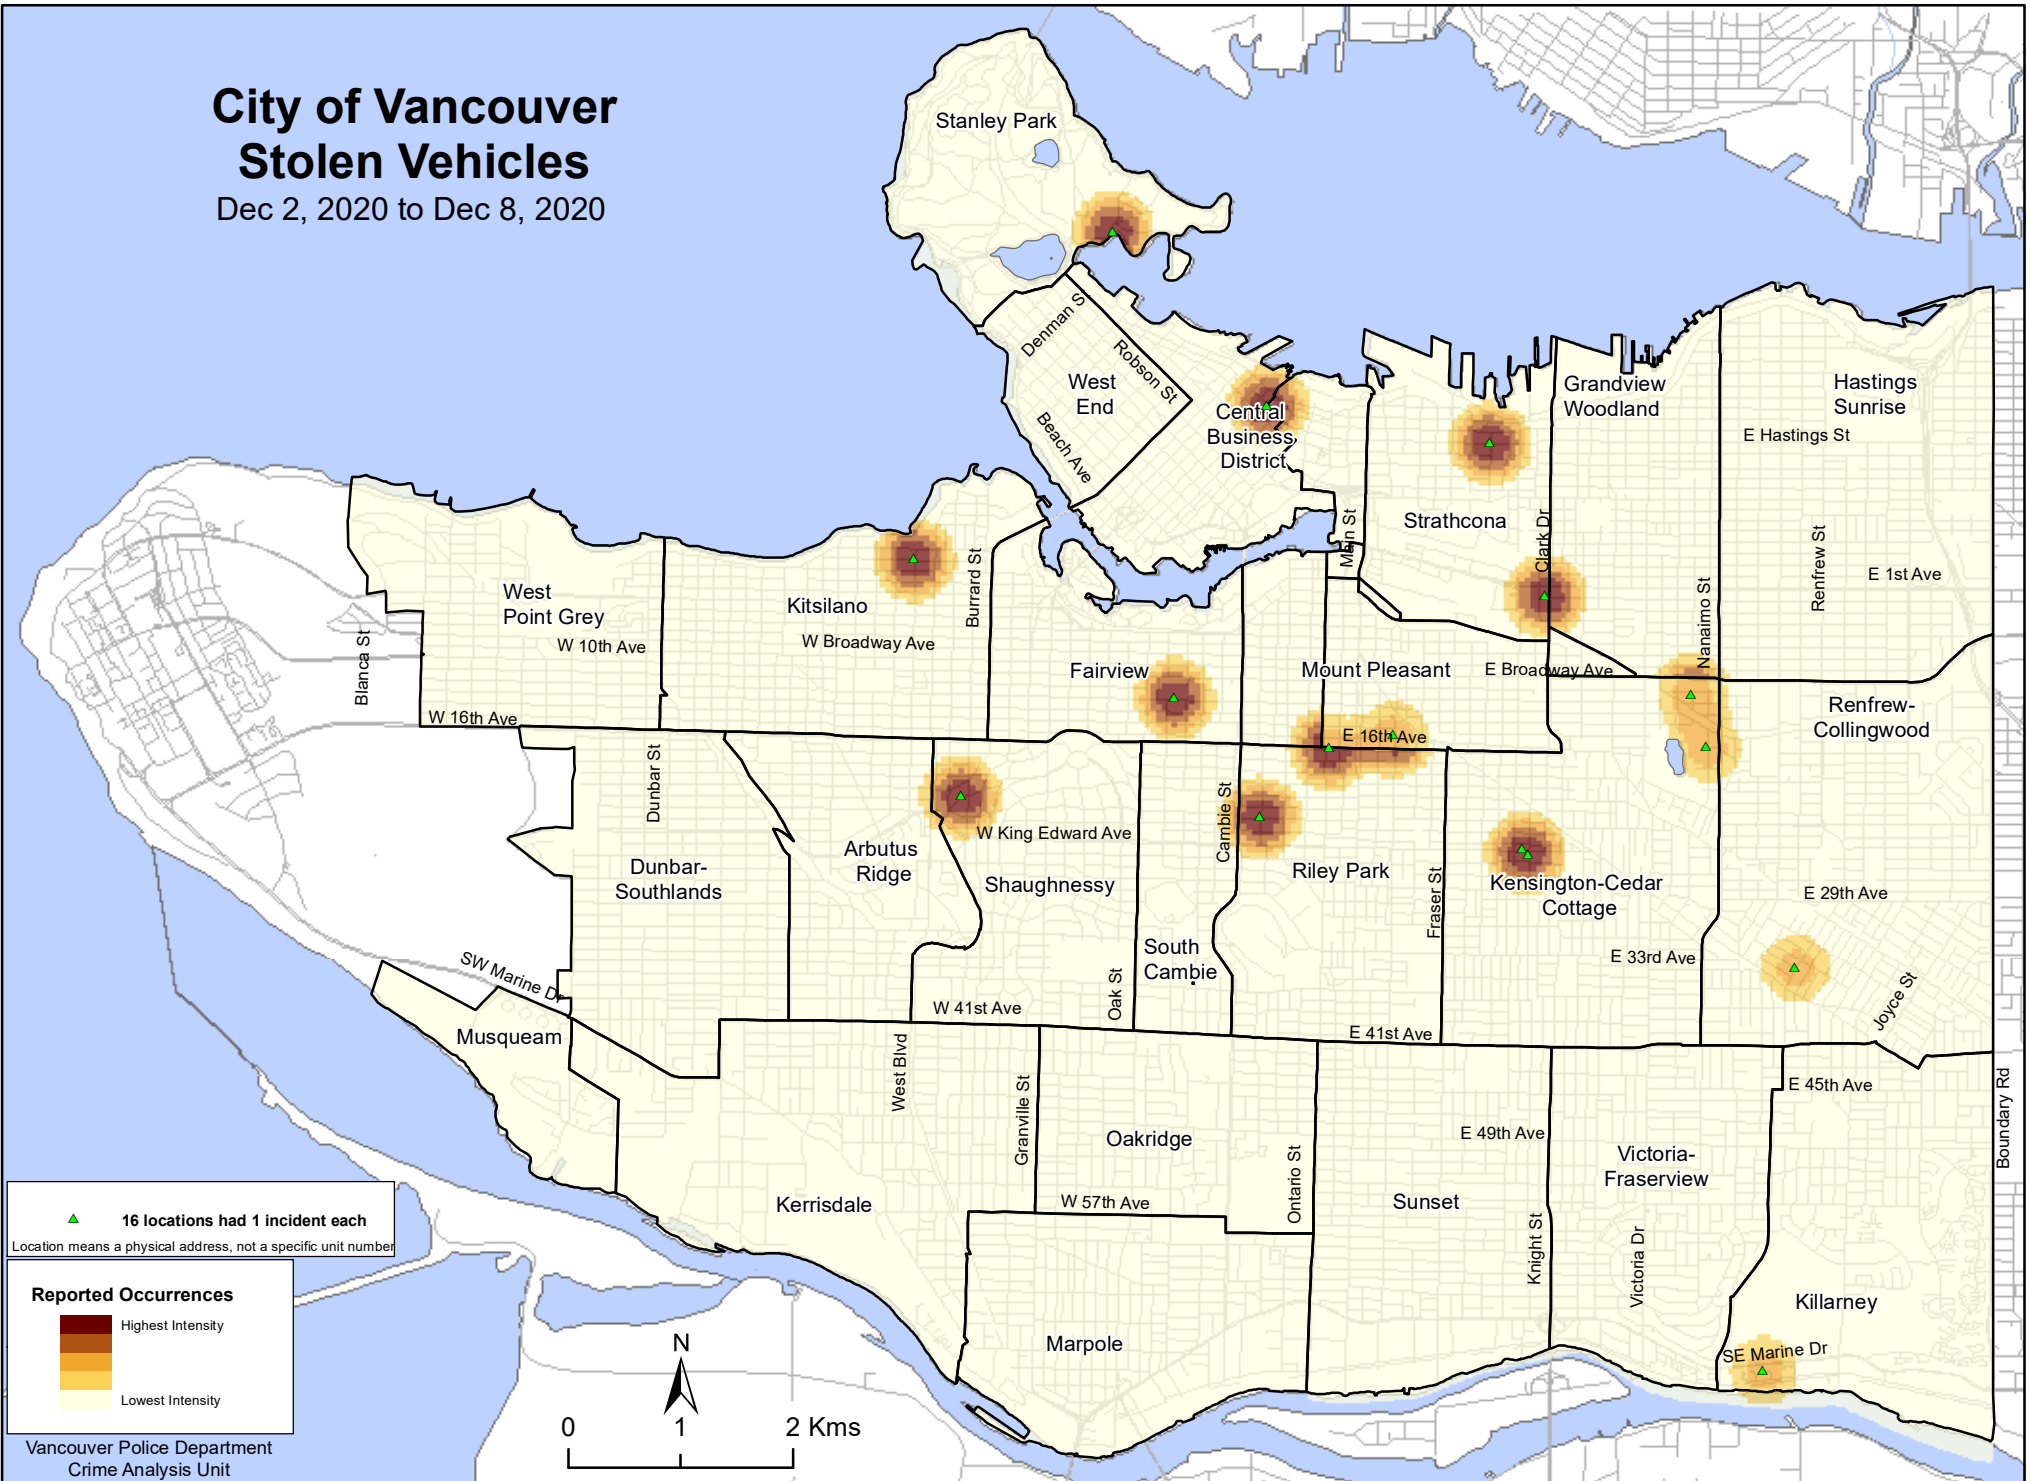 City of Vancouver
Stolen Vehicles
Dec 2, 2020 to Dec 8, 2020
Stanley Park
Denman S
Robson St
West
End
Beach Ave
Central
Business
District
Grandview
Woodland
Hastings
Sunrise
E Hastings St
Strathcona
Main St
Clark Dr
Nanaimo St
Renfrew St
E 1st Ave
West
Point Grey
W 10th Ave
Blanca St
W 16th Ave
Kitsilano
W Broadway Ave
Burrard St
Fairview
Mount Pleasant
E Broadway Ave
E 16th Ave
Renfrew-
Collingwood
Dunbar St
Dunbar-
Southlands
Arbutus
Ridge
W King Edward Ave
Shaughnessy
Cambie St
Riley Park
Fraser St
Kensington-Cedar
Cottage
E 29th Ave
E 33rd Ave
South
Cambie
Oak St
W 41st Ave
E 41st Ave
Joyce St
SW Marine Dr
Musqueam
West Blvd
Granville St
Oakridge
W 57th Ave
Ontario St
E 49th Ave
Sunset
Knight St
Victoria-
Fraserview
Victoria Dr
E 45th Ave
Boundary Rd
Kerrisdale
Marpole
Killarney
SE Marine Dr
16 locations had 1 incident each
Location means a physical address, not a specific unit number
Reported Occurrences
Highest Intensity
Lowest Intensity
Vancouver Police Department
Crime Analysis Unit
N
0 1 2 Kms